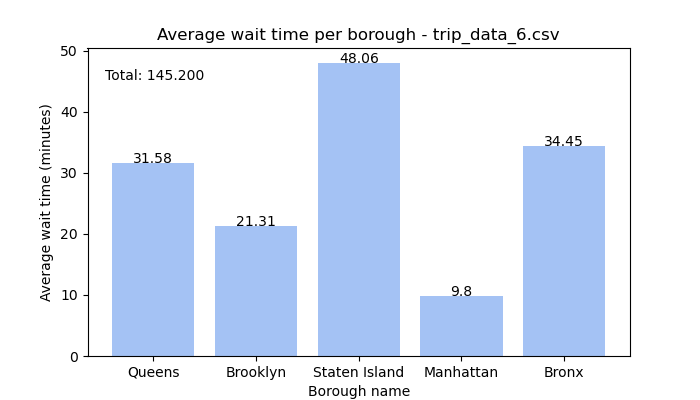 Average wait time per borough - trip_data_6.csv
Average wait time (minutes)
50
40
30
20
10
0
Total: 145.200
31.58
21.31
48.06
9.8
34.45
Queens
Brooklyn
Staten Island
Manhattan
Bronx
Borough name